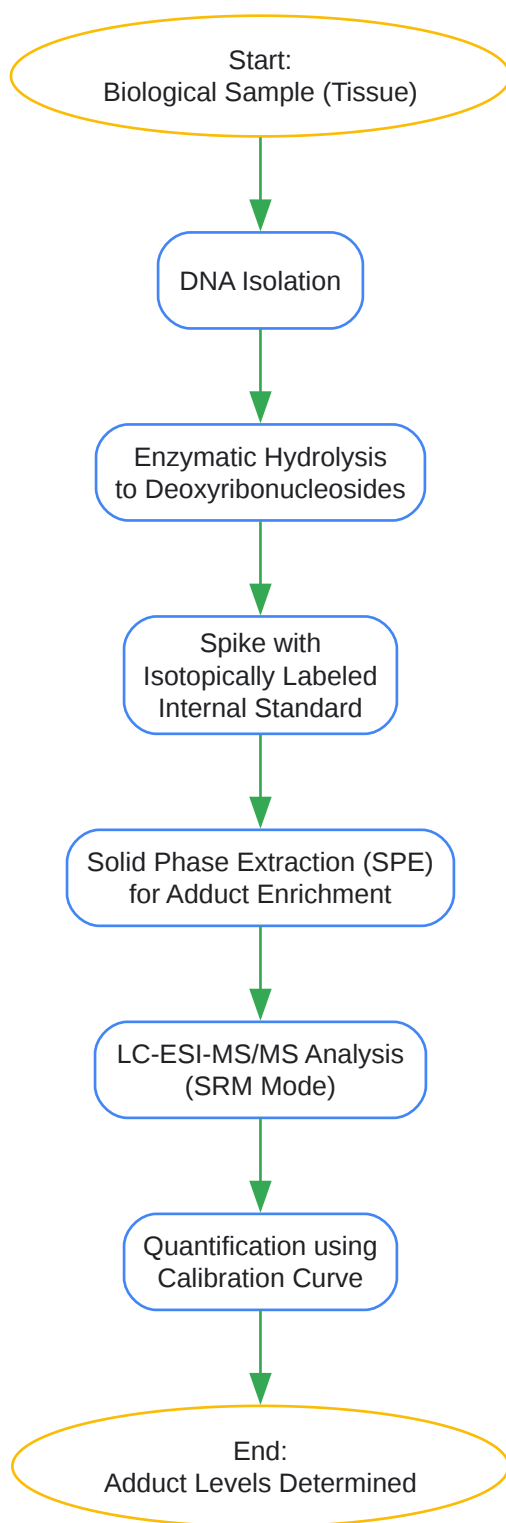 Start:
Biological Sample (Tissue)
DNA Isolation
Enzymatic Hydrolysis
to Deoxyribonucleosides
Spike with
Isotopically Labeled
Internal Standard
Solid Phase Extraction (SPE)
for Adduct Enrichment
LC-ESI-MS/MS Analysis
(SRM Mode)
Quantification using
Calibration Curve
End:
Adduct Levels Determined